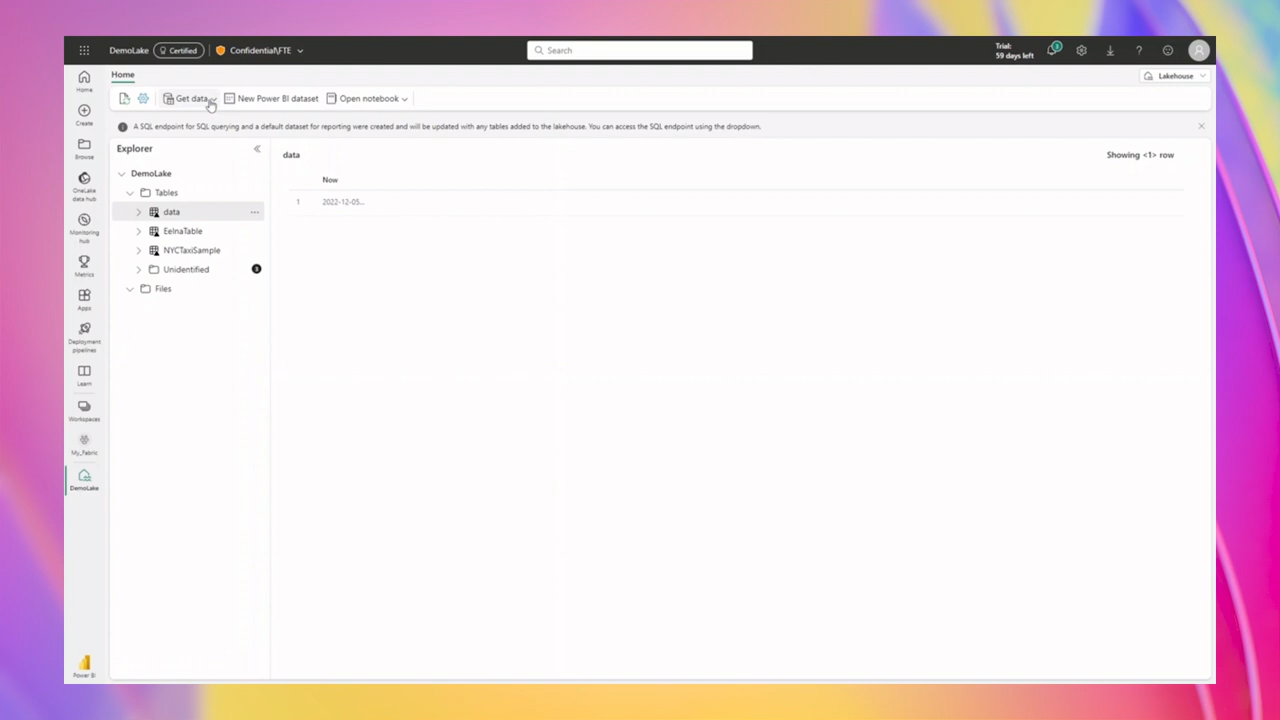 DemoLake Certified Confidential\FTE
Search
Trial:
59 days left
3
Home
Lakehouse
Get data New Power BI dataset Open notebook
A SQL endpoint for SQL querying and a default dataset for reporting were created and will be updated with any tables added to the lakehouse. You can access the SQL endpoint using the dropdown.
Home
Create
Browse
OneLake
data hub
Monitoring
hub
Metrics
Apps
Deployment
pipelines
Learn
Workspaces
My_Fabric
DemoLake
Power BI
Explorer
DemoLake
Tables
data
EelnaTable
NYCTaxiSample
Unidentified 3
Files
data
Showing <1> row
Now
1 2022-12-05...